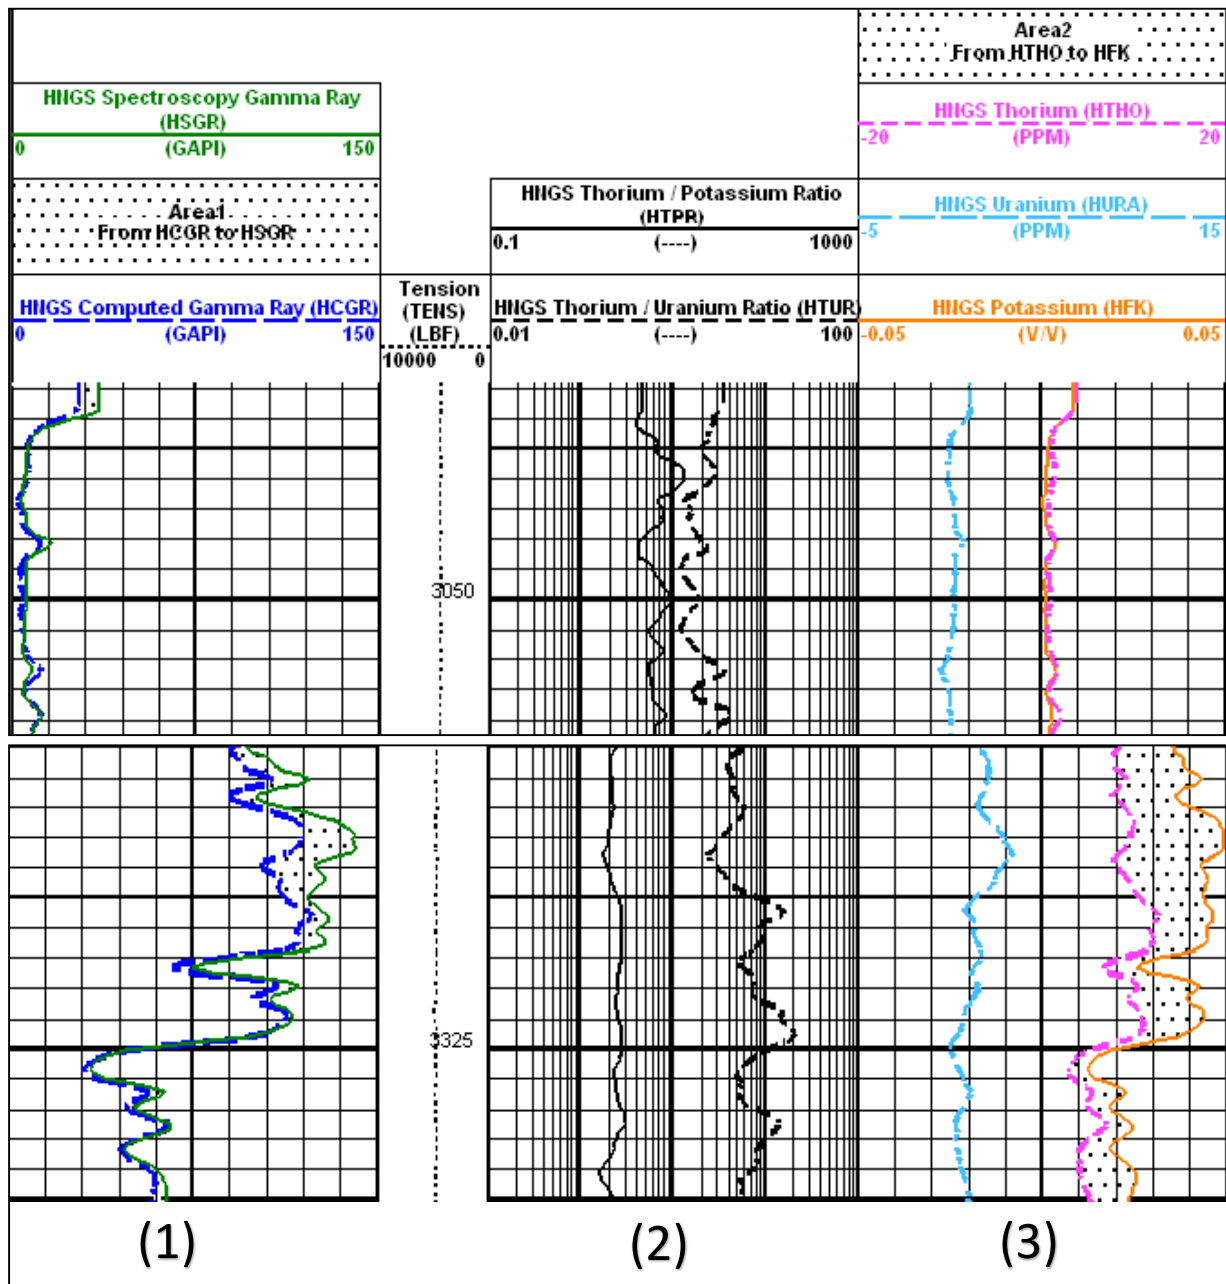 Area2
From HTHO to HFK
HNGS Spectroscopy Gamma Ray
(HSGR)
0 (GAPI) 150
HNGS Thorium (HTHO)
-20 (PPM) 20
Area1
From HCGR to HSGR
HNGS Thorium / Potassium Ratio
(HTPR)
0.1 (----) 1000
HNGS Uranium (HURA)
-5 (PPM) 15
HNGS Computed Gamma Ray (HCGR)
0 (GAPI) 150
Tension
(TENS)
(LBF)
10000 0
HNGS Thorium / Uranium Ratio (HTUR)
0.01 (----) 100
HNGS Potassium (HFK)
-0.05 (V/V) 0.05
3050
3325
(1) (2) (3)